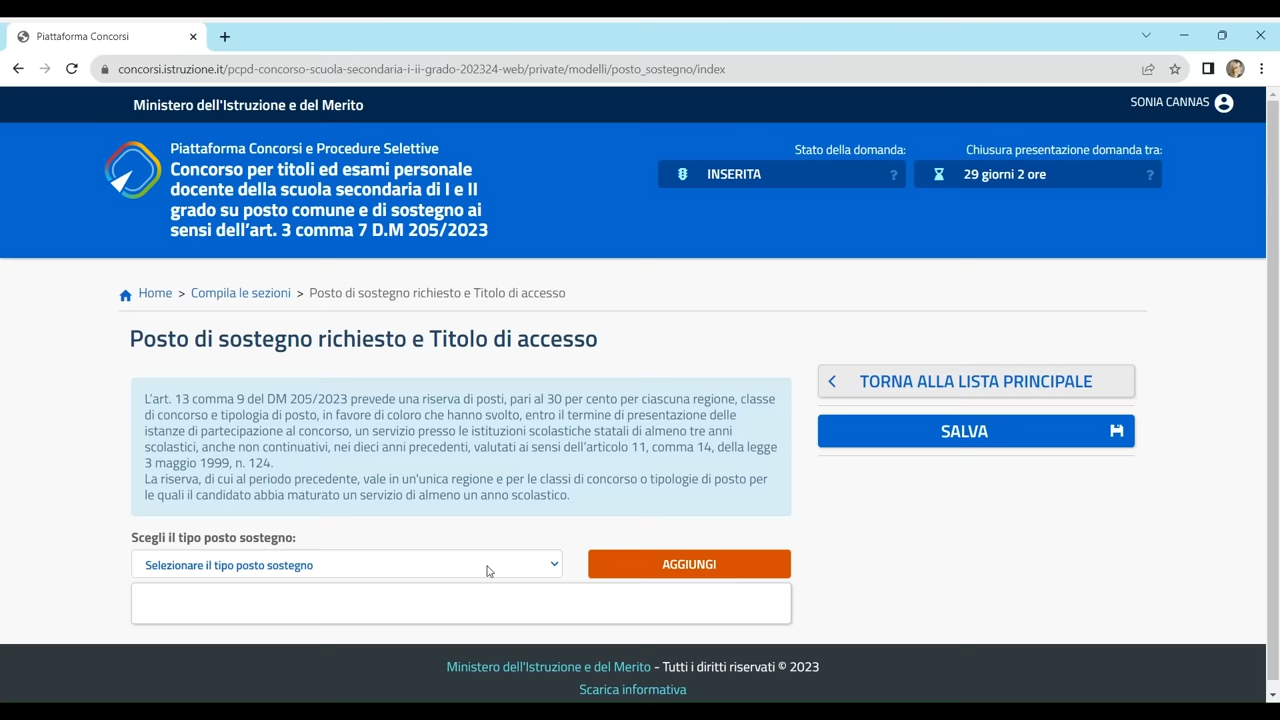 Piattaforma Concorsi
concorsi.istruzione.it/pcpd-concorso-scuola-secondaria-i-ii-grado-202324-web/private/modelli/posto_sostegno/index
Ministero dell'Istruzione e del Merito
SONIA CANNAS
Piattaforma Concorsi e Procedure Selettive
Concorso per titoli ed esami personale
docente della scuola secondaria di I e II
grado su posto comune e di sostegno ai
sensi dell'art. 3 comma 7 D.M 205/2023
Stato della domanda:
INSERITA ?
Chiusura presentazione domanda tra:
29 giorni 2 ore ?
Home > Compila le sezioni > Posto di sostegno richiesto e Titolo di accesso
Posto di sostegno richiesto e Titolo di accesso
L'art. 13 comma 9 del DM 205/2023 prevede una riserva di posti, pari al 30 per cento per ciascuna regione, classe
di concorso e tipologia di posto, in favore di coloro che hanno svolto, entro il termine di presentazione delle
istanze di partecipazione al concorso, un servizio presso le istituzioni scolastiche statali di almeno tre anni
scolastici, anche non continuativi, nei dieci anni precedenti, valutati ai sensi dell'articolo 11, comma 14, della legge
3 maggio 1999, n. 124.
La riserva, di cui al periodo precedente, vale in un'unica regione e per le classi di concorso o tipologie di posto per
le quali il candidato abbia maturato un servizio di almeno un anno scolastico.
TORNA ALLA LISTA PRINCIPALE
SALVA
Scegli il tipo posto sostegno:
Selezionare il tipo posto sostegno
AGGIUNGI
Ministero dell'Istruzione e del Merito - Tutti i diritti riservati © 2023
Scarica informativa